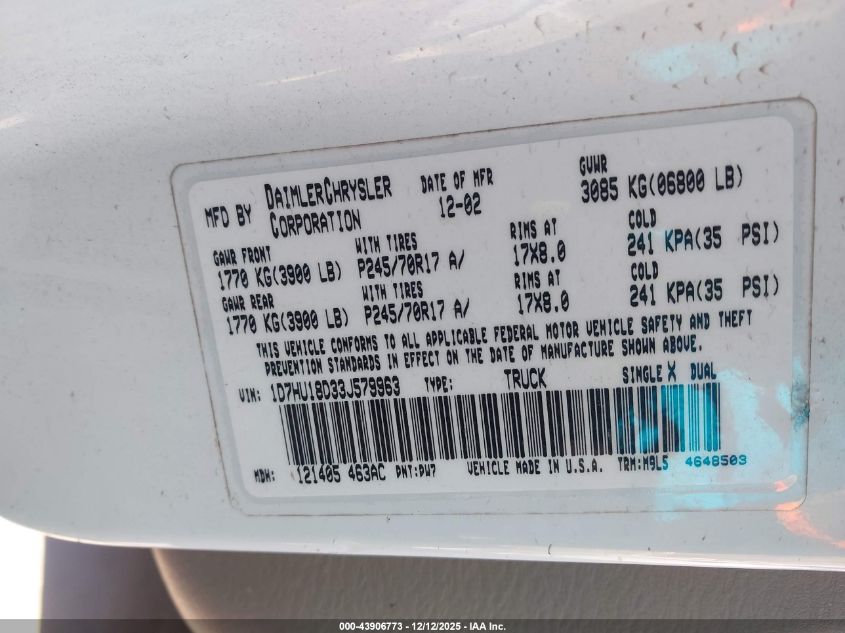 MFD BY DAIMLERCHRYSLER CORPORATION DATE OF MFR 12-02 GVWR 3085 KG(06800 LB)
GAWR FRONT WITH TIRES RIMS AT COLD
1770 KG(3900 LB) P245/70R17 A/ 17X8.0 241 KPA(35 PSI)
GAWR REAR WITH TIRES RIMS AT COLD
1770 KG(3900 LB) P245/70R17 A/ 17X8.0 241 KPA(35 PSI)
THIS VEHICLE CONFORMS TO ALL APPLICABLE FEDERAL MOTOR VEHICLE SAFETY AND THEFT
PREVENTION STANDARDS IN EFFECT ON THE DATE OF MANUFACTURE SHOWN ABOVE.
VIN: 1D7HU18D33J579963 TYPE: TRUCK SINGLE X DUAL
MDH: 121405 463AC PNT:PW7 VEHICLE MADE IN U.S.A. TRM:M9L5 4648503
000-43906773 - 12/12/2025 - IAA Inc.